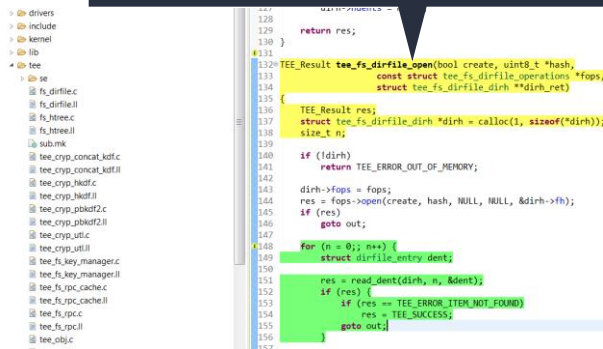 drivers
include
kernel
lib
tee
se
fs_dirfile.c
fs_dirfile.ll
fs_htree.c
fs_htree.ll
sub.mk
tee_cryp_concat_kdf.c
tee_cryp_concat_kdf.ll
tee_cryp_hkdf.c
tee_cryp_hkdf.ll
tee_cryp_pbkdf2.c
tee_cryp_pbkdf2.ll
tee_cryp_utl.c
tee_cryp_utl.ll
tee_fs_key_manager.c
tee_fs_key_manager.ll
tee_fs_rpc_cache.c
tee_fs_rpc_cache.ll
tee_fs_rpc.c
tee_fs_rpc.ll
tee_obj.c
128
129 return res;
130 }
131
132 TEE_Result tee_fs_dirfile_open(bool create, uint8_t *hash,
133 const struct tee_fs_dirfile_operations *fops,
134 struct tee_fs_dirfile_dirh **dirh_ret)
135 {
136 TEE_Result res;
137 struct tee_fs_dirfile_dirh *dirh = calloc(1, sizeof(*dirh));
138 size_t n;
139
140 if (!dirh)
141 return TEE_ERROR_OUT_OF_MEMORY;
142
143 dirh->fops = fops;
144 res = fops->open(create, hash, NULL, NULL, &dirh->fh);
145 if (res)
146 goto out;
147
148 for (n = 0;; n++) {
149 struct dirfile_entry dent;
150
151 res = read_dent(dirh, n, &dent);
152 if (res) {
153 if (res == TEE_ERROR_ITEM_NOT_FOUND)
154 res = TEE_SUCCESS;
155 goto out;
156 }
157